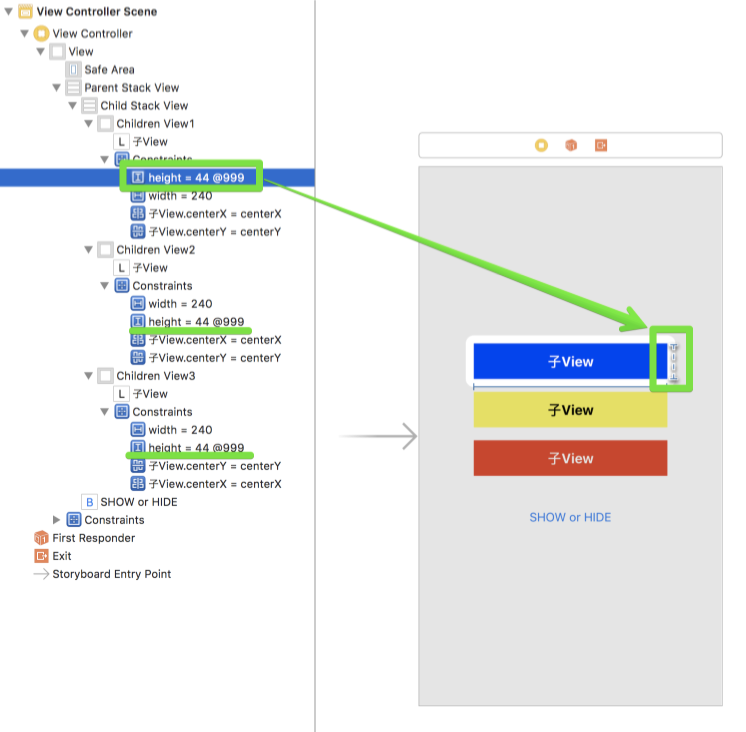 View Controller Scene
View Controller
View
Safe Area
Parent Stack View
Child Stack View
Children View1
L 子View
Constraints
height = 44 @999
width = 240
子View.centerX = centerX
子View.centerY = centerY
Children View2
L 子View
Constraints
width = 240
height = 44 @999
子View.centerX = centerX
子View.centerY = centerY
Children View3
L 子View
Constraints
width = 240
height = 44 @999
子View.centerY = centerY
子View.centerX = centerX
B SHOW or HIDE
Constraints
First Responder
Exit
Storyboard Entry Point
子View
子View
子View
SHOW or HIDE